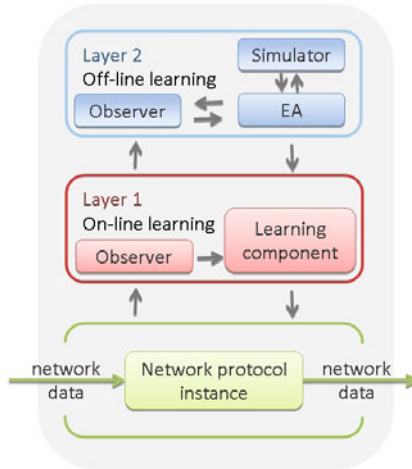 Layer 2
Off-line learning
Simulator
Observer
EA
Layer 1
On-line learning
Observer
Learning
component
network
data
Network protocol
instance
network
data